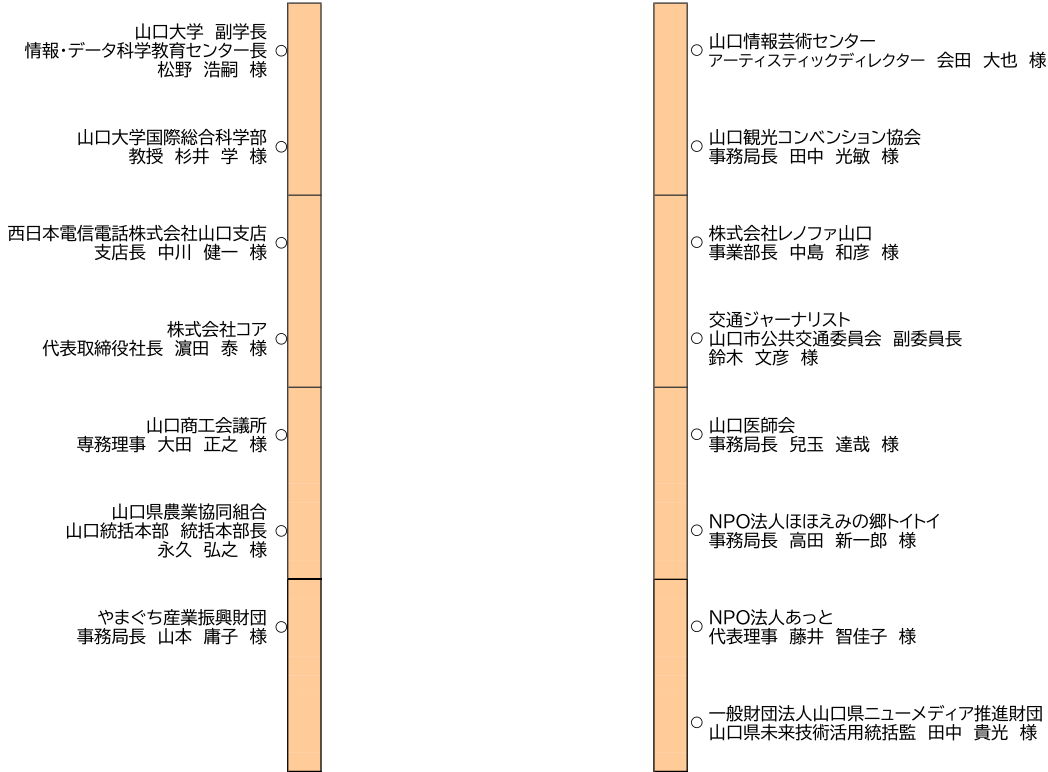 山口大学 副学長
情報・データ科学教育センター長
松野 浩嗣 様
山口大学国際総合科学部
教授 杉井 学 様
西日本電信電話株式会社山口支店
支店長 中川 健一 様
株式会社コア
代表取締役社長 濵田 泰 様
山口商工会議所
専務理事 大田 正之 様
山口県農業協同組合
山口統括本部 統括本部長
永久 弘之 様
やまぐち産業振興財団
事務局長 山本 庸子 様
山口情報芸術センター
アーティスティックディレクター 会田 大也 様
山口観光コンベンション協会
事務局長 田中 光敏 様
株式会社レノファ山口
事業部長 中島 和彦 様
交通ジャーナリスト
山口市公共交通委員会 副委員長
鈴木 文彦 様
山口医師会
事務局長 兒玉 達哉 様
NPO法人ほほえみの郷トイトイ
事務局長 高田 新一郎 様
NPO法人あっと
代表理事 藤井 智佳子 様
一般財団法人山口県ニューメディア推進財団
山口県未来技術活用統括監 田中 貴光 様